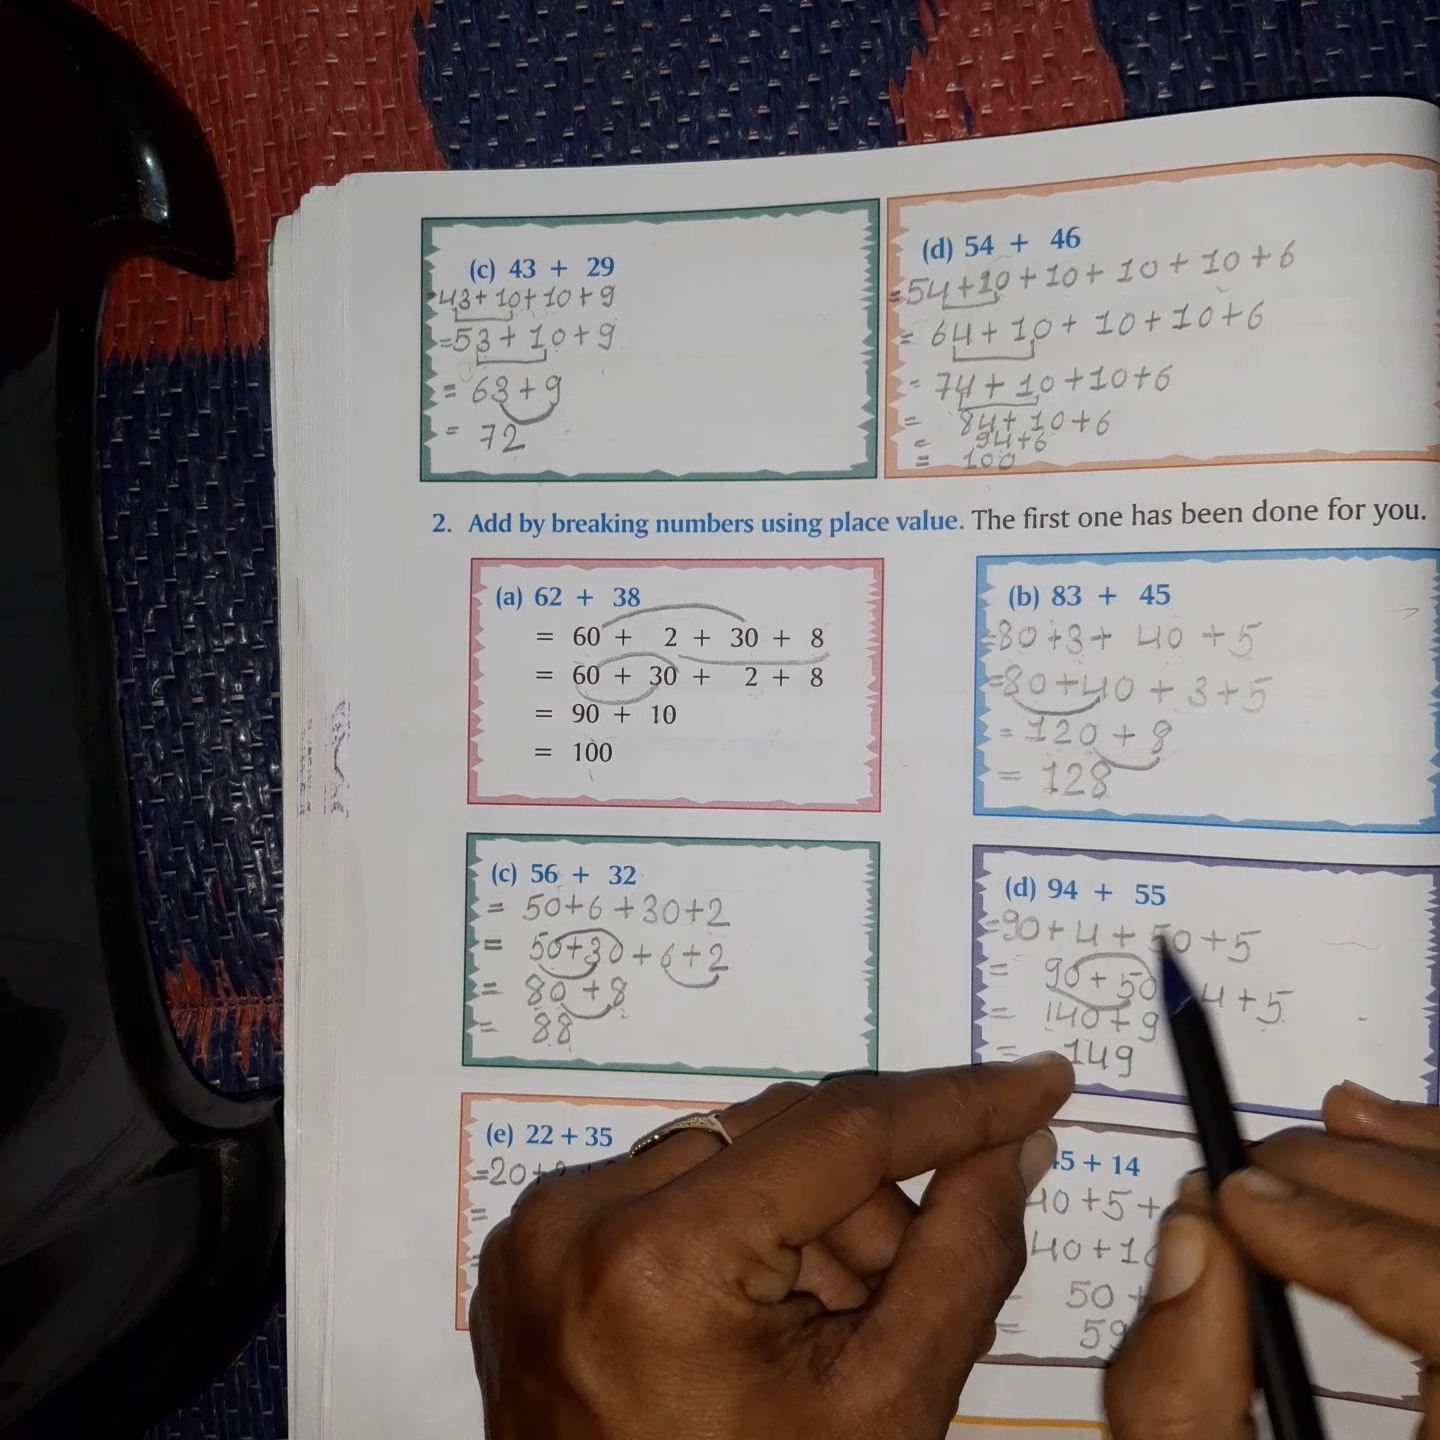 (c) 43 + 29
43+10+10+9
=53+10+9
= 63+9
= 72
(d) 54 + 46
=54+10+10+10+10+6
= 64+10+10+10+6
= 74+10+10+6
= 84+10+6
= 94+6
= 100
2. Add by breaking numbers using place value. The first one has been done for you.
(a) 62 + 38
= 60 + 2 + 30 + 8
= 60 + 30 + 2 + 8
= 90 + 10
= 100
(b) 83 + 45
=80+3+ 40 +5
=80+40+3+5
= 120+8
= 128
(c) 56 + 32
= 50+6+30+2
= 50+30+6+2
= 80+8
= 88
(d) 94 + 55
=90+4+50+5
= 90+50 4+5
= 140+9
= 149
(e) 22 + 35
=20+
=
5 + 14
40+5+
40+10
50+
= 59